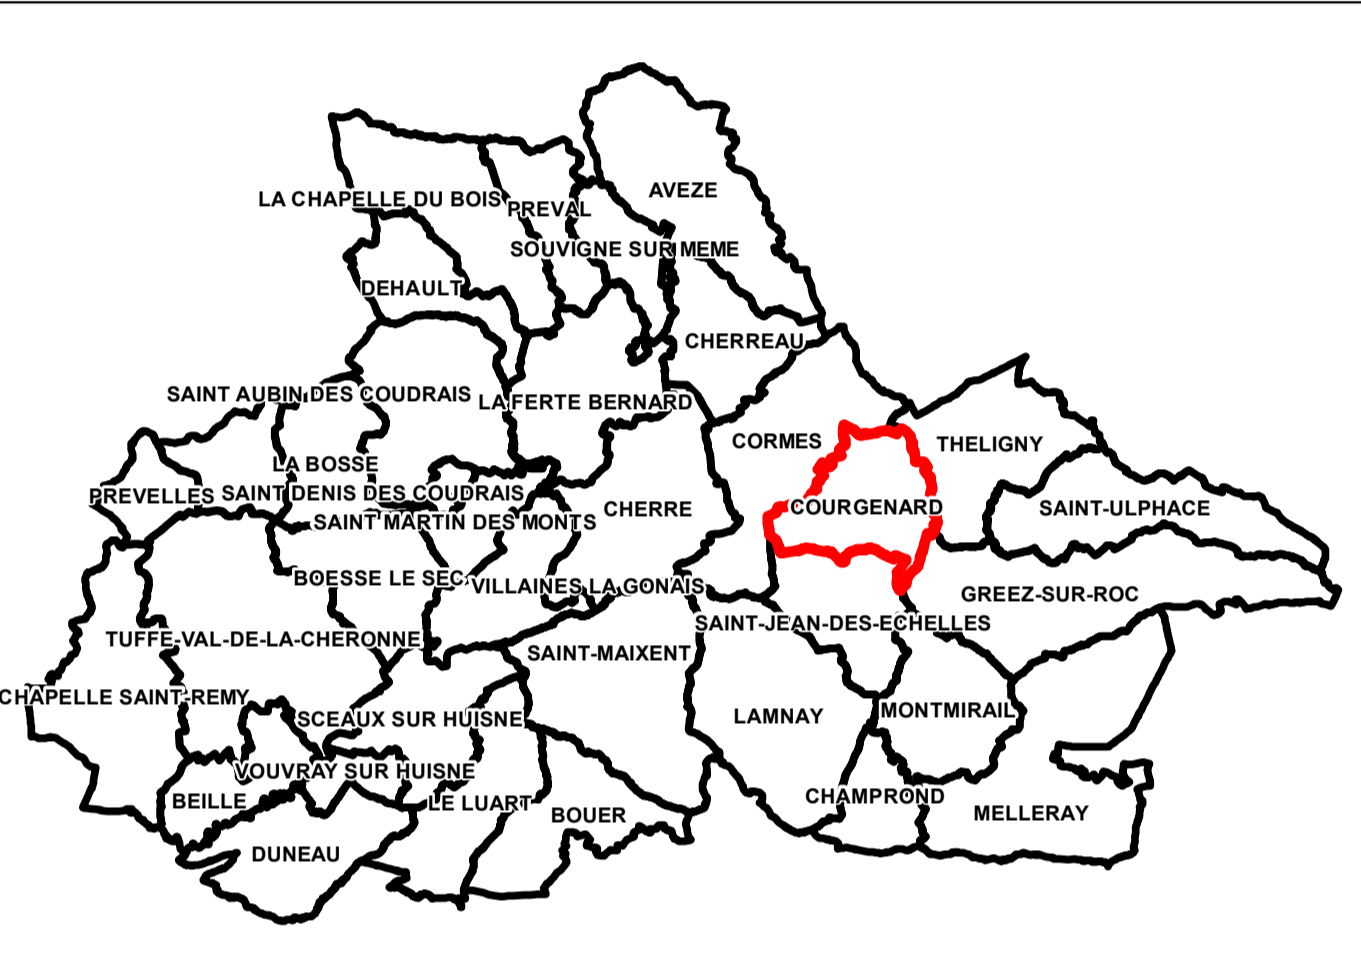 AVEZE
LA CHAPELLE DU BOIS
PREVAL
SOUVIGNE SUR MEME
DEHAULT
CHERREAU
SAINT AUBIN DES COUDRAIS
LA FERTE BERNARD
CORMES
THELIGNY
LA BOSSE
PREVELLES
SAINT DENIS DES COUDRAIS
CHERRE
COURGENARD
SAINT-ULPHACE
SAINT MARTIN DES MONTS
BOESSE LE SEC
VILLAINES LA GONAIS
GREEZ-SUR-ROC
SAINT-JEAN-DES-ECHELLES
TUFFE-VAL-DE-LA-CHERONNE
SAINT-MAIXENT
CHAPELLE SAINT-REMY
SCEAUX SUR HUISNE
LAMNAY
MONTMIRAIL
VOUVRAY SUR HUISNE
BEILLE
LE LUART
BOUER
CHAMPROND
MELLERAY
DUNEAU